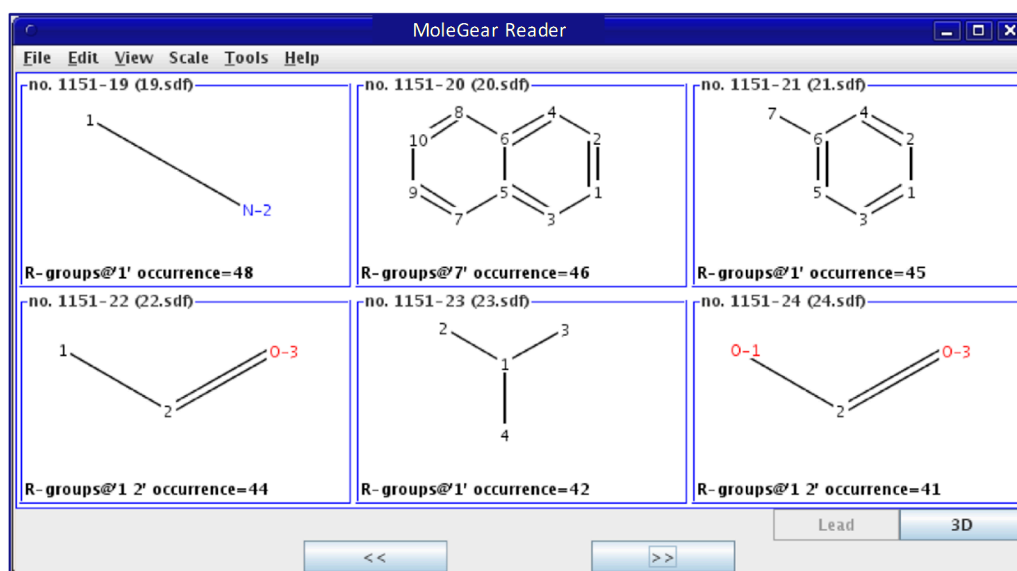 MoleGear Reader
File Edit View Scale Tools Help
no. 1151-19 (19.sdf)
1
N-2
R-groups@'1' occurrence=48
no. 1151-20 (20.sdf)
8 4
10 6 2
9 5 1
7 3
R-groups@'7' occurrence=46
no. 1151-21 (21.sdf)
7 4
6 2
5 1
3
R-groups@'1' occurrence=45
no. 1151-22 (22.sdf)
1 O-3
2
R-groups@'1 2' occurrence=44
no. 1151-23 (23.sdf)
2 3
1
4
R-groups@'1' occurrence=42
no. 1151-24 (24.sdf)
O-1 O-3
2
R-groups@'1 2' occurrence=41
Lead 3D
<< >>